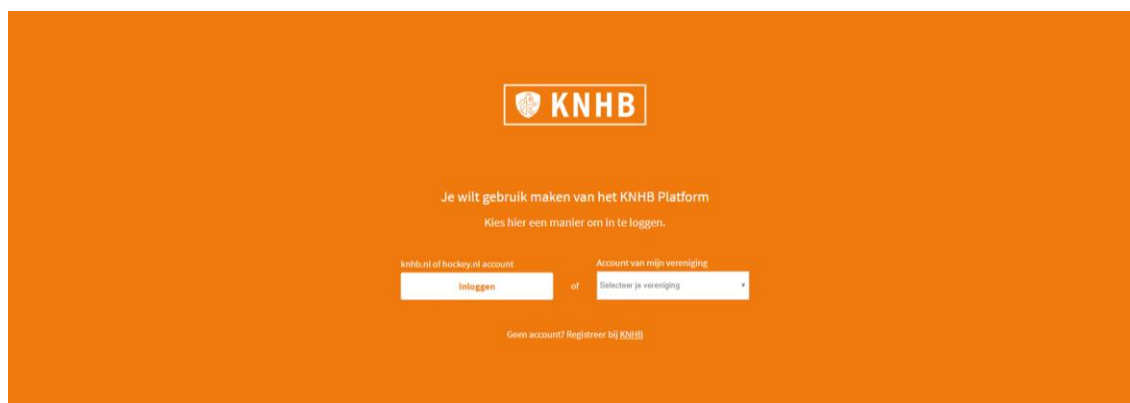 KNHB
Je wilt gebruik maken van het KNHB Platform
Kies hier een manier om in te loggen.
knhb.nl of hockey.nl account
Inloggen
of
Account van mijn vereniging
Selecteer je vereniging
Geen account? Registreer bij KNHB